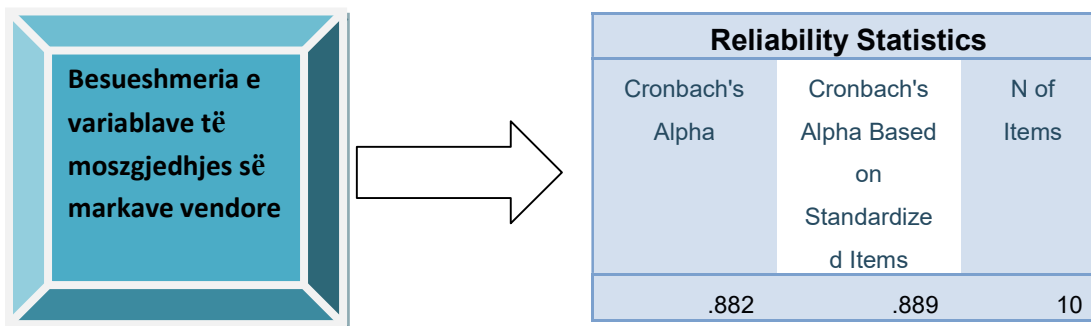 Besueshmeria e
variablave të
moszgjedhjes së
markave vendore
Reliability Statistics
Cronbach's
Alpha
Cronbach's
Alpha Based
on
Standardize
d Items
N of
Items
.882 .889 10